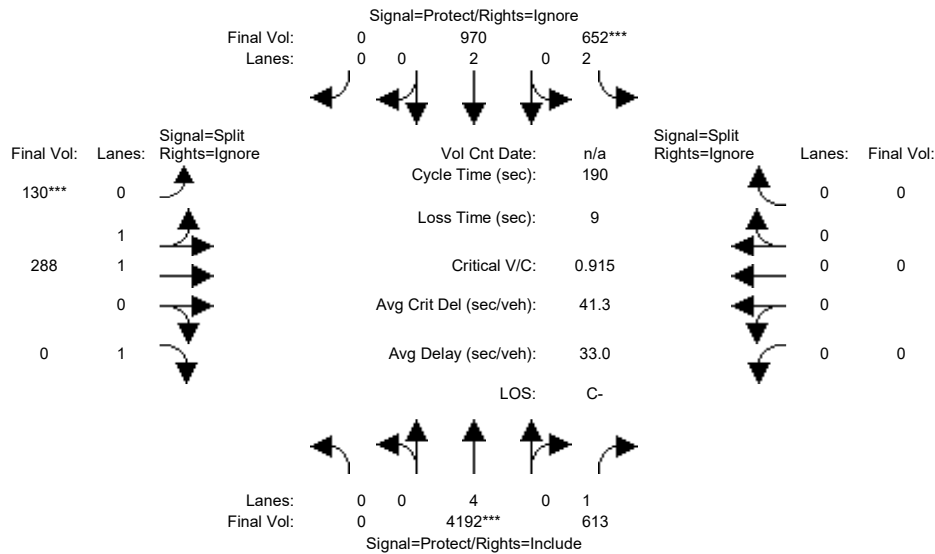 Signal=Protect/Rights=Ignore
Final Vol: 0 970 652***
Lanes: 0 0 2 0 2
Signal=Split
Rights=Ignore
Final Vol: Lanes:
Vol Cnt Date: n/a
Signal=Split
Rights=Ignore
Lanes: Final Vol:
Cycle Time (sec): 190
130*** 0
0 0
Loss Time (sec): 9
1
0
288 1
Critical V/C: 0.915
0 0
0
Avg Crit Del (sec/veh): 41.3
0
0 1
Avg Delay (sec/veh): 33.0
0 0
LOS: C-
Lanes: 0 0 4 0 1
Final Vol: 0 4192*** 613
Signal=Protect/Rights=Include